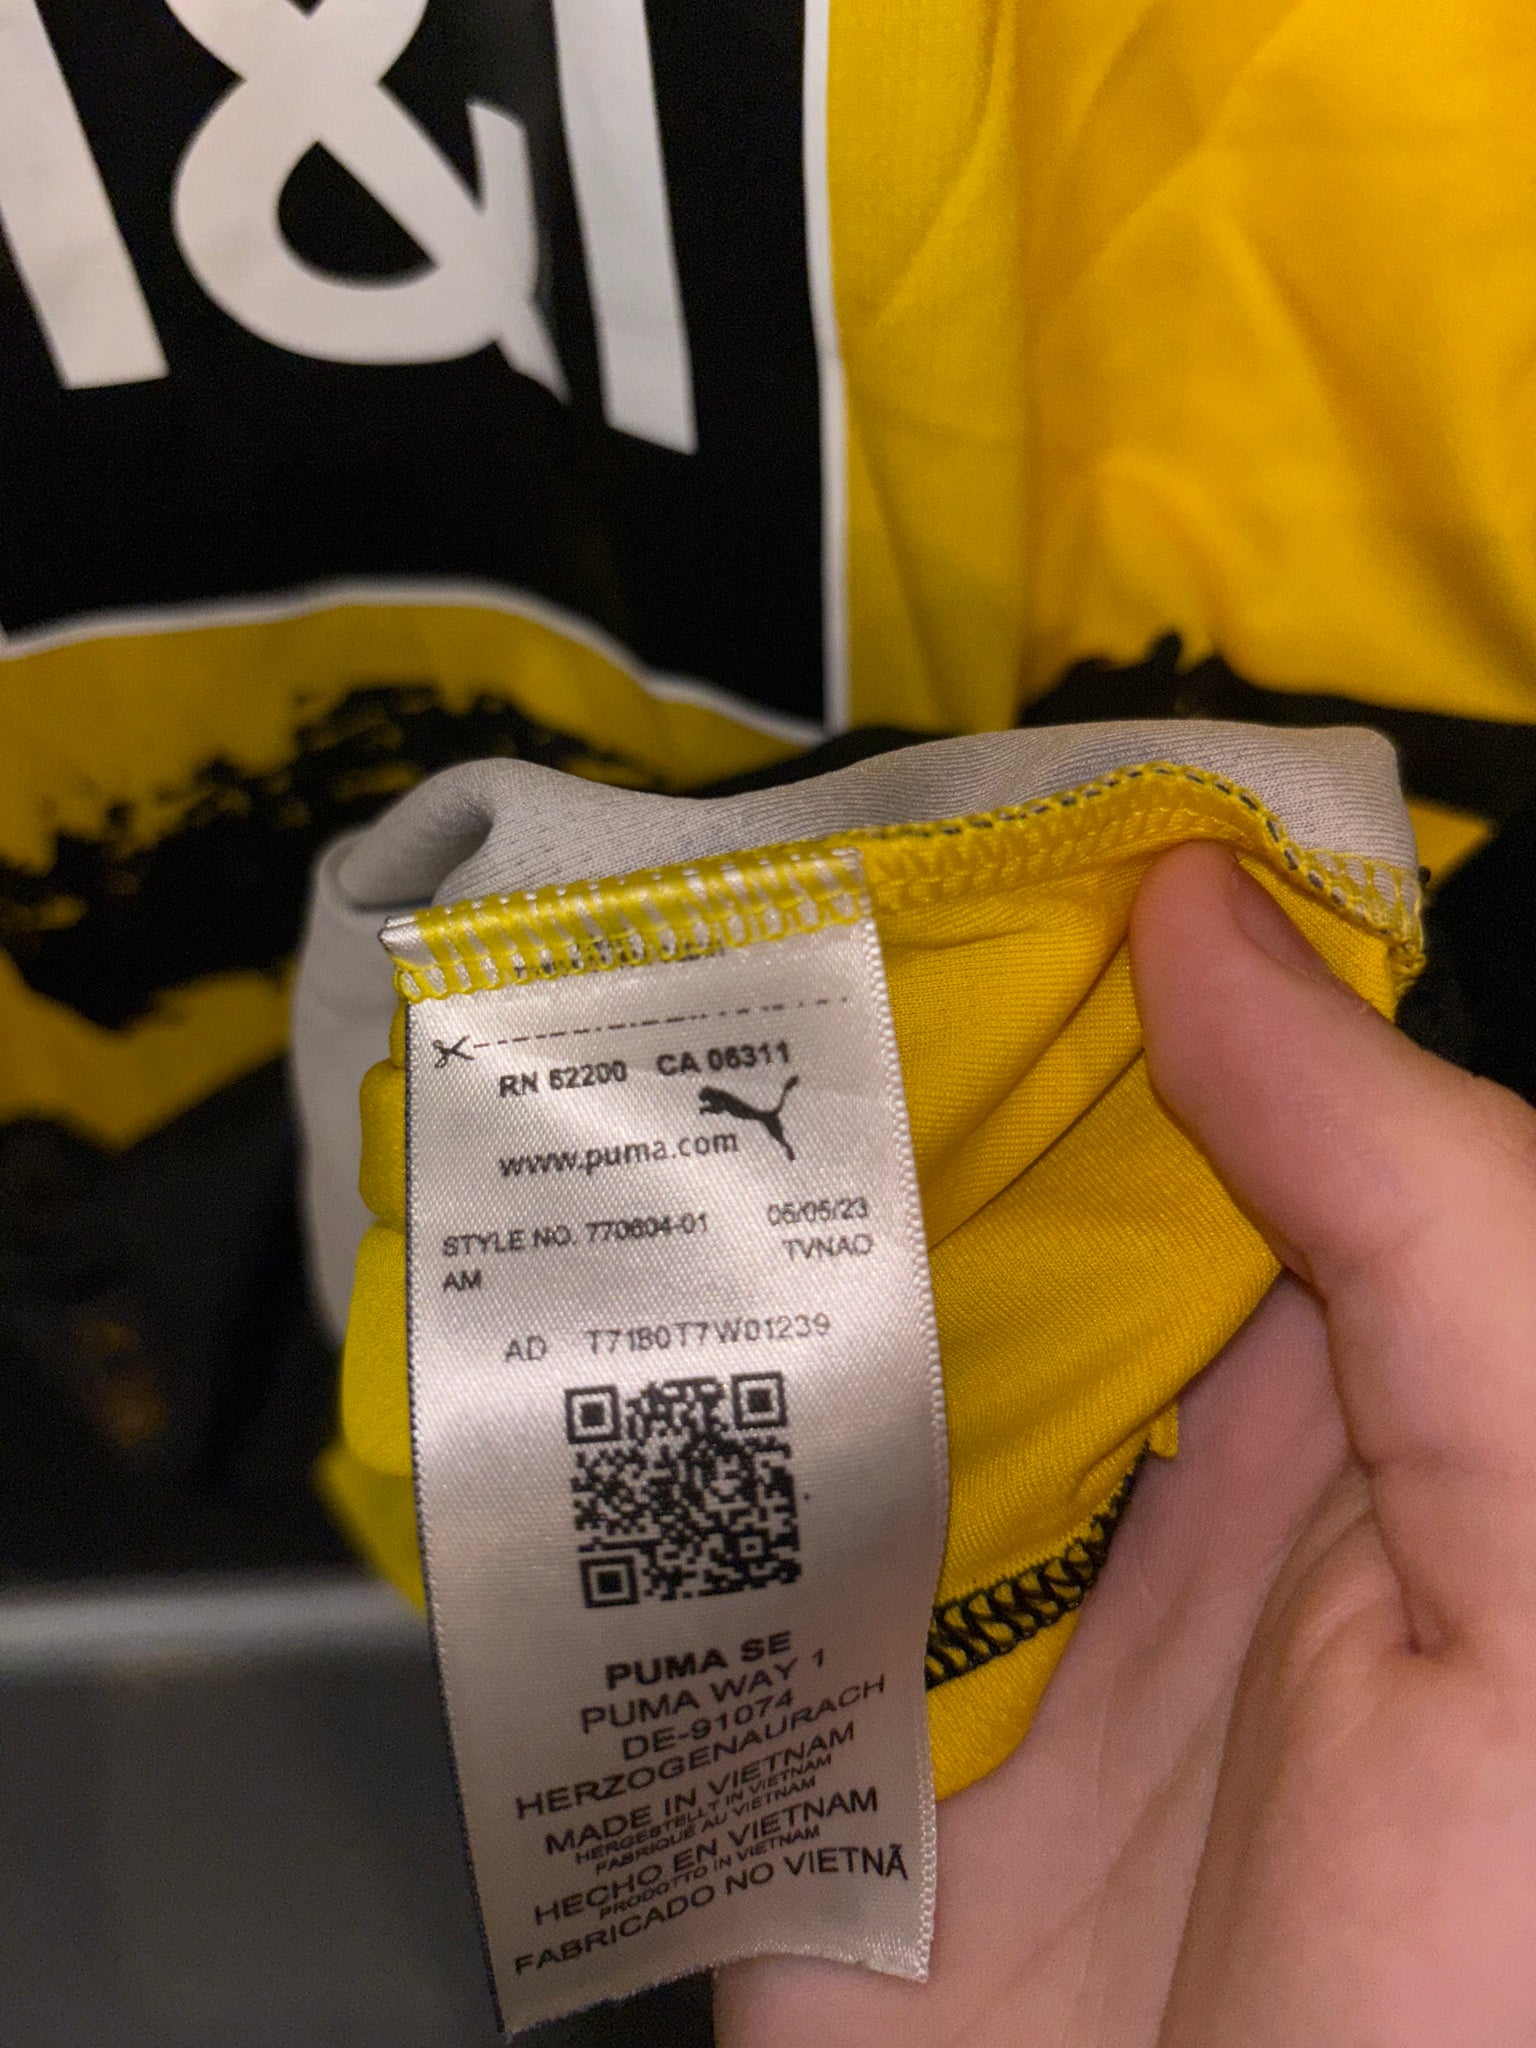 1&1
RN 62200 CA 06311
www.puma.com
STYLE NO. 770604-01 05/05/23
AM TVNAO
AD T71B0T7W01239
PUMA SE
PUMA WAY 1
DE-91074
HERZOGENAURACH
MADE IN VIETNAM
HERGESTELLT IN VIETNAM
FABRIQUÉ AU VIETNAM
HECHO EN VIETNAM
PRODOTTO IN VIETNAM
FABRICADO NO VIETNÃ